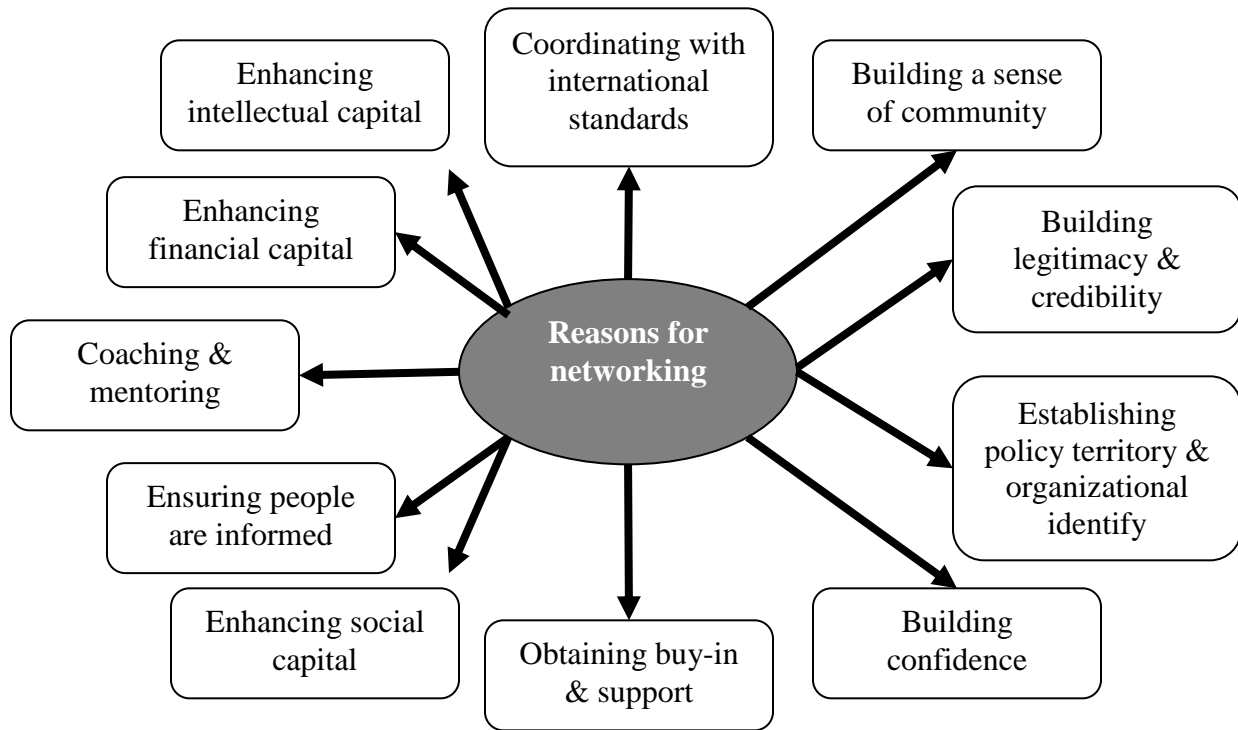 Enhancing
intellectual capital
Coordinating with
international
standards
Building a sense
of community
Enhancing
financial capital
Building
legitimacy &
credibility
Reasons for
networking
Coaching &
mentoring
Establishing
policy territory &
organizational
identify
Ensuring people
are informed
Enhancing social
capital
Obtaining buy-in
& support
Building
confidence